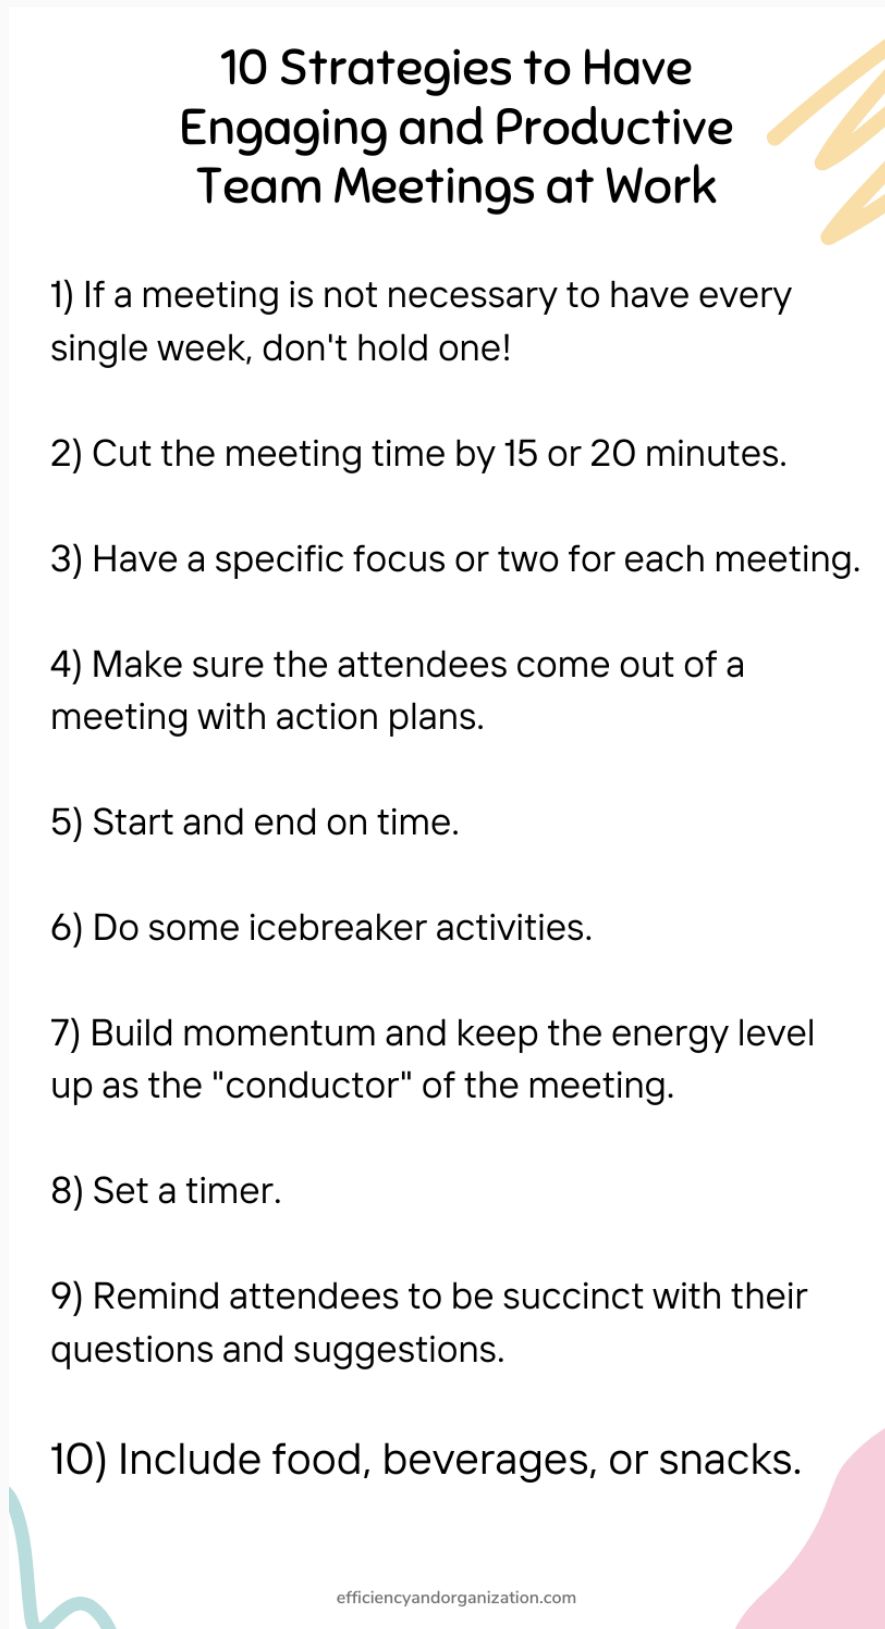 10 Strategies to Have
Engaging and Productive
Team Meetings at Work
1) If a meeting is not necessary to have every
single week, don't hold one!
2) Cut the meeting time by 15 or 20 minutes.
3) Have a specific focus or two for each meeting.
4) Make sure the attendees come out of a
meeting with action plans.
5) Start and end on time.
6) Do some icebreaker activities.
7) Build momentum and keep the energy level
up as the "conductor" of the meeting.
8) Set a timer.
9) Remind attendees to be succinct with their
questions and suggestions.
10) Include food, beverages, or snacks.
efficiencyandorganization.com